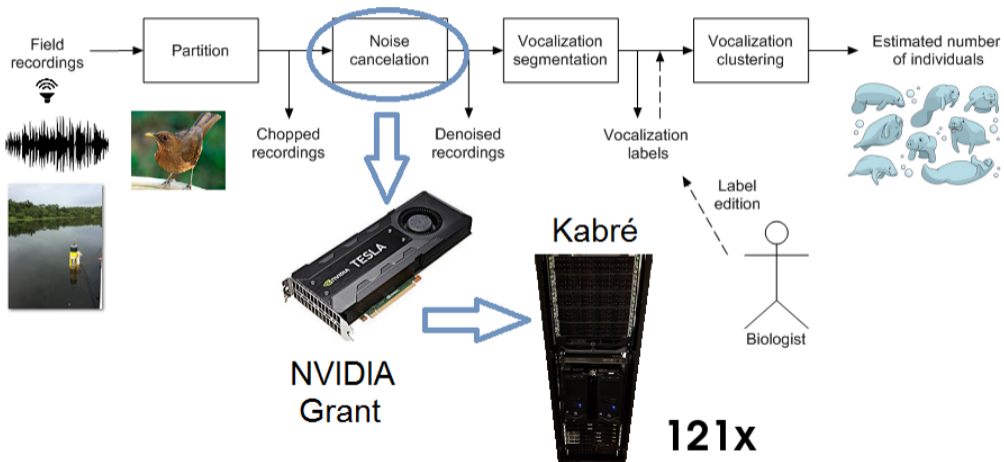 Field
recordings
Partition
Noise
cancelation
Vocalization
segmentation
Vocalization
clustering
Estimated number
of individuals
Chopped
recordings
Denoised
recordings
Vocalization
labels
Label
edition
Biologist
NVIDIA
TESLA
Kabré
NVIDIA
Grant
121x